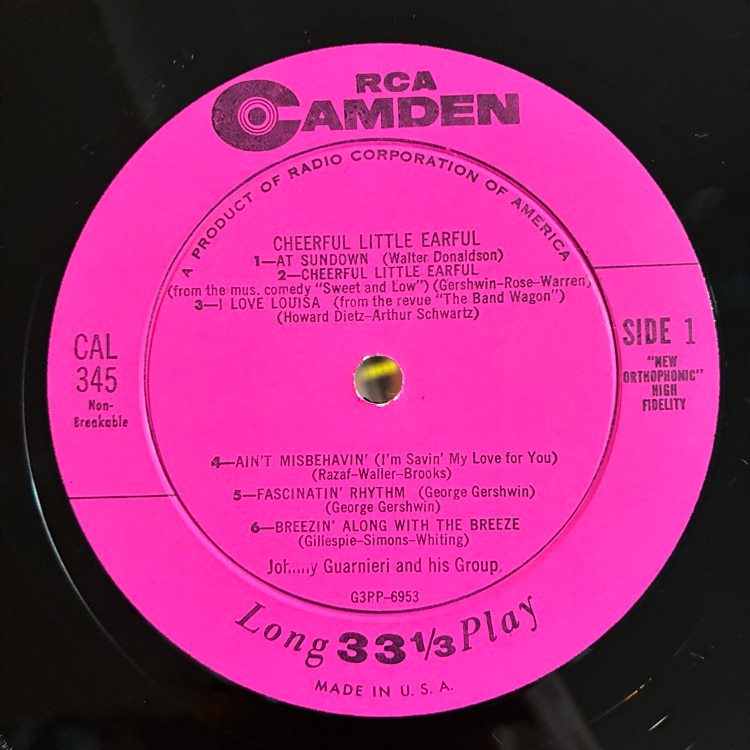 RCA
CAMDEN
A PRODUCT OF RADIO CORPORATION OF AMERICA
CHEERFUL LITTLE EARFUL
1—AT SUNDOWN (Walter Donaldson)
2—CHEERFUL LITTLE EARFUL
(from the mus. comedy "Sweet and Low") (Gershwin-Rose-Warren)
3—I LOVE LOUISA (from the revue "The Band Wagon")
(Howard Dietz-Arthur Schwartz)
CAL
345
Non-
Breakable
SIDE 1
"NEW
ORTHOPHONIC"
HIGH
FIDELITY
4—AIN'T MISBEHAVIN' (I'm Savin' My Love for You)
(Razaf-Waller-Brooks)
5—FASCINATIN' RHYTHM (George Gershwin)
(George Gershwin)
6—BREEZIN' ALONG WITH THE BREEZE
(Gillespie-Simons-Whiting)
Guarnieri and his Group
G3PP-6953
Long 33 1/3 Play
MADE IN U. S. A.